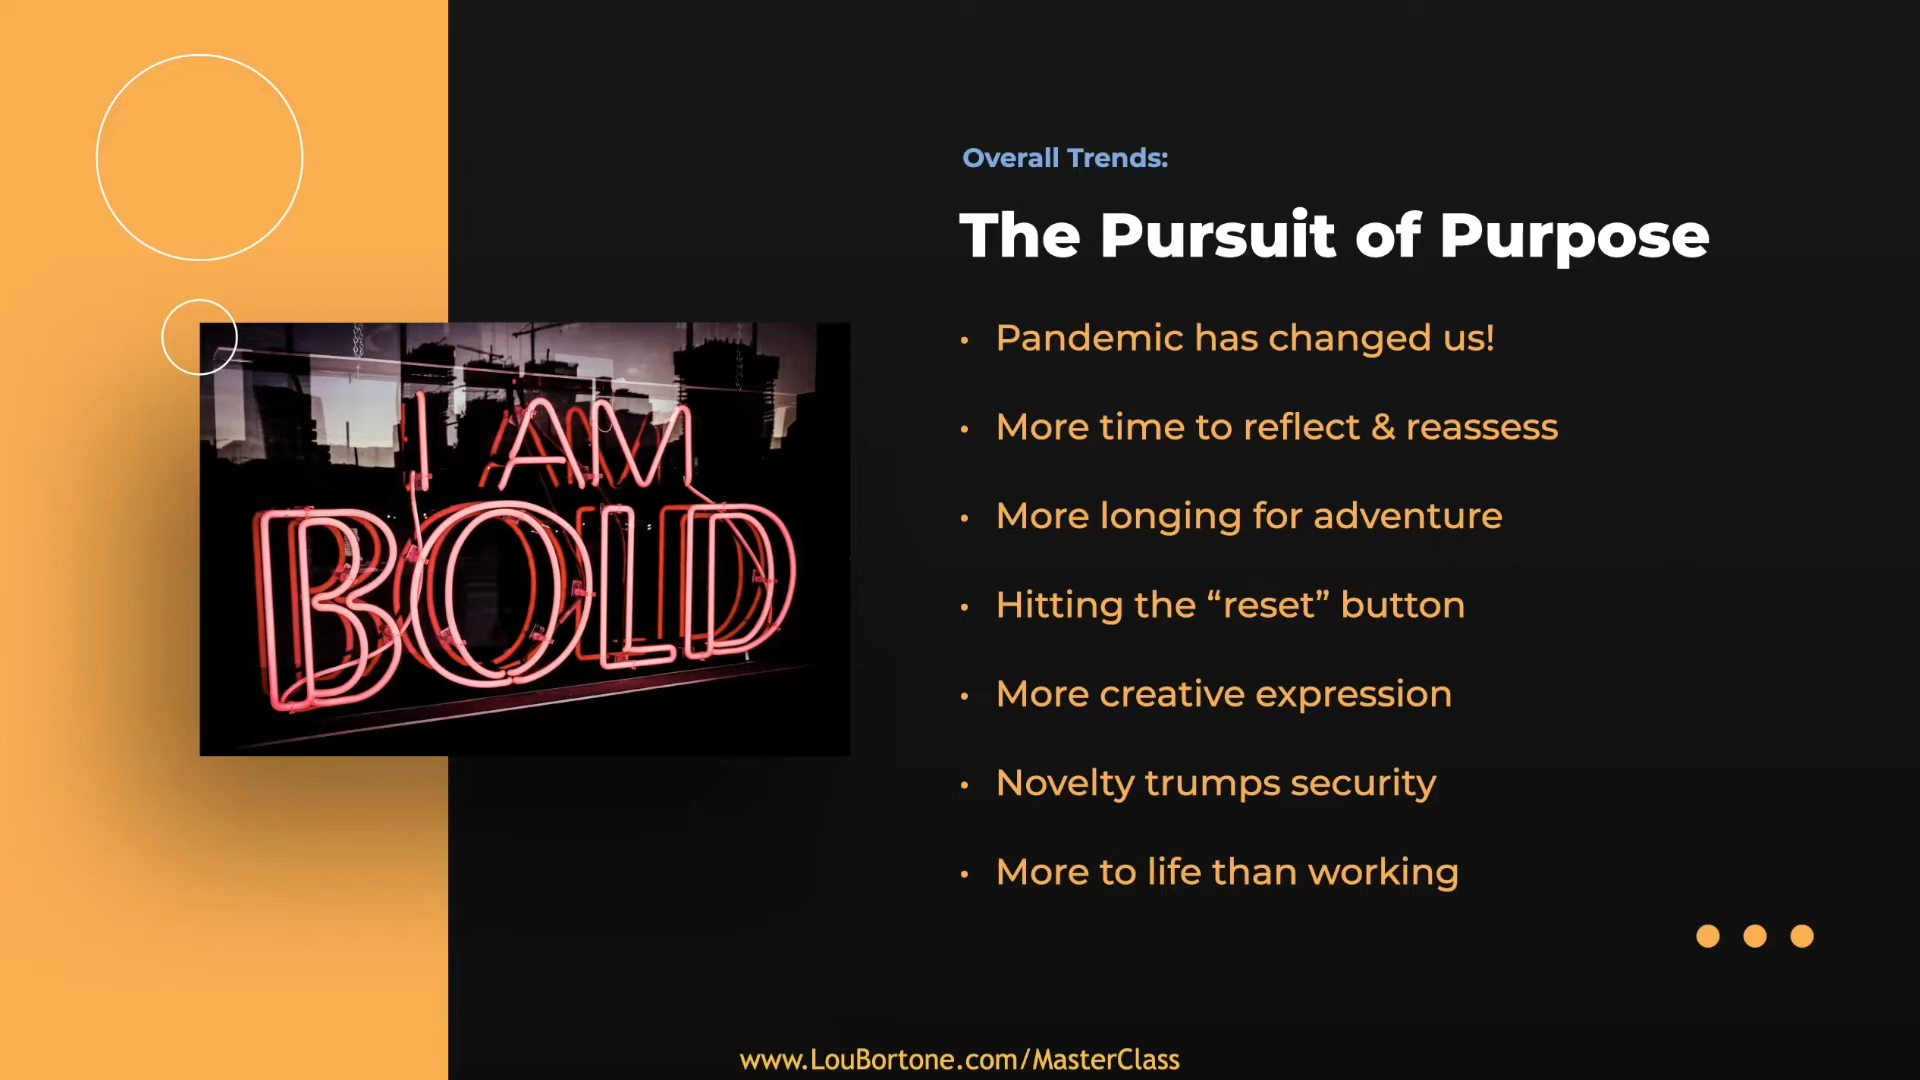 Overall Trends:
The Pursuit of Purpose
I AM
BOLD
• Pandemic has changed us!
• More time to reflect & reassess
• More longing for adventure
• Hitting the “reset” button
• More creative expression
• Novelty trumps security
• More to life than working
www.LouBortone.com/MasterClass